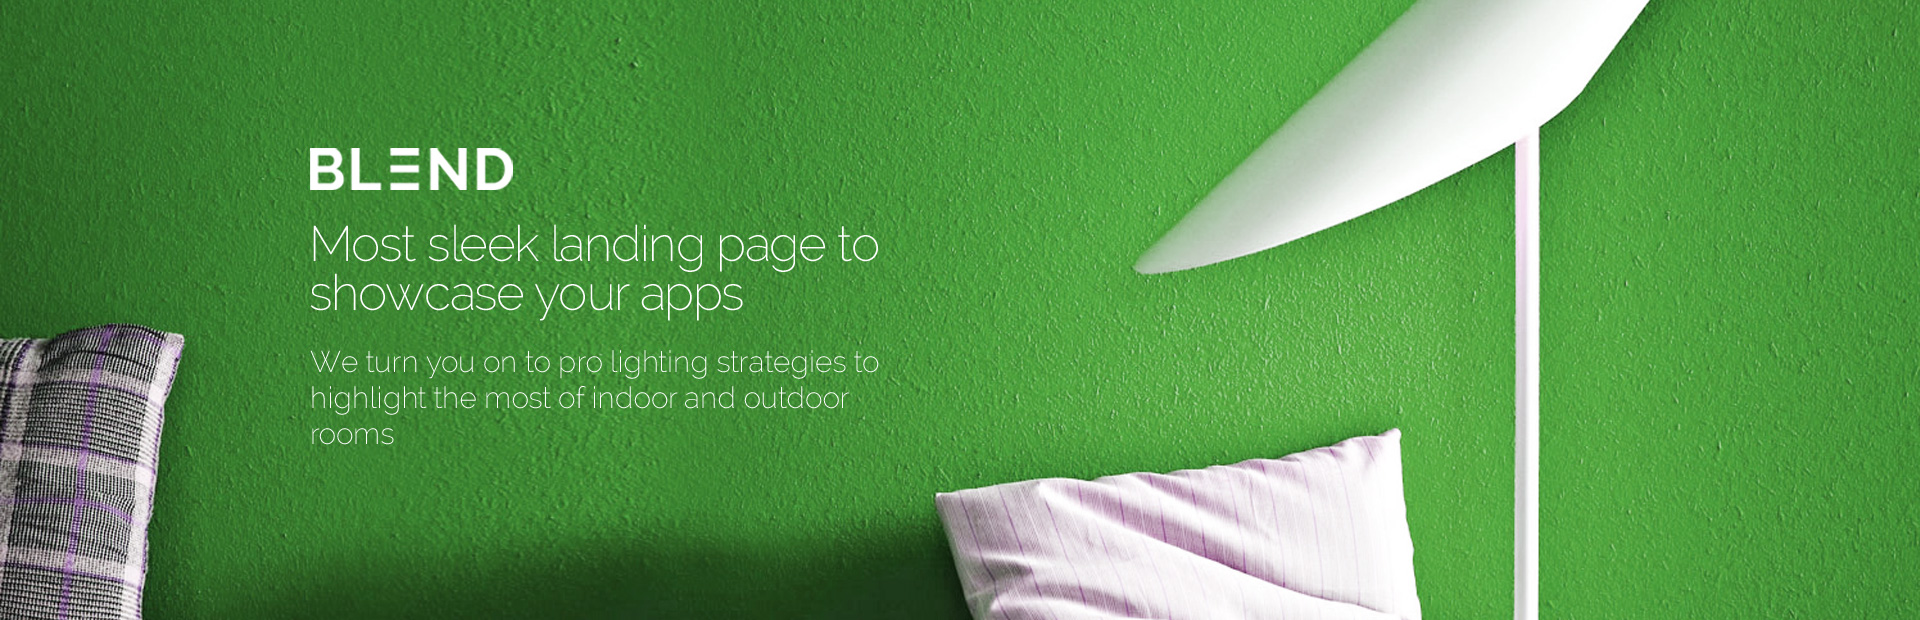 BLEND
Most sleek landing page to
showcase your apps
We turn you on to pro lighting strategies to
highlight the most of indoor and outdoor
rooms